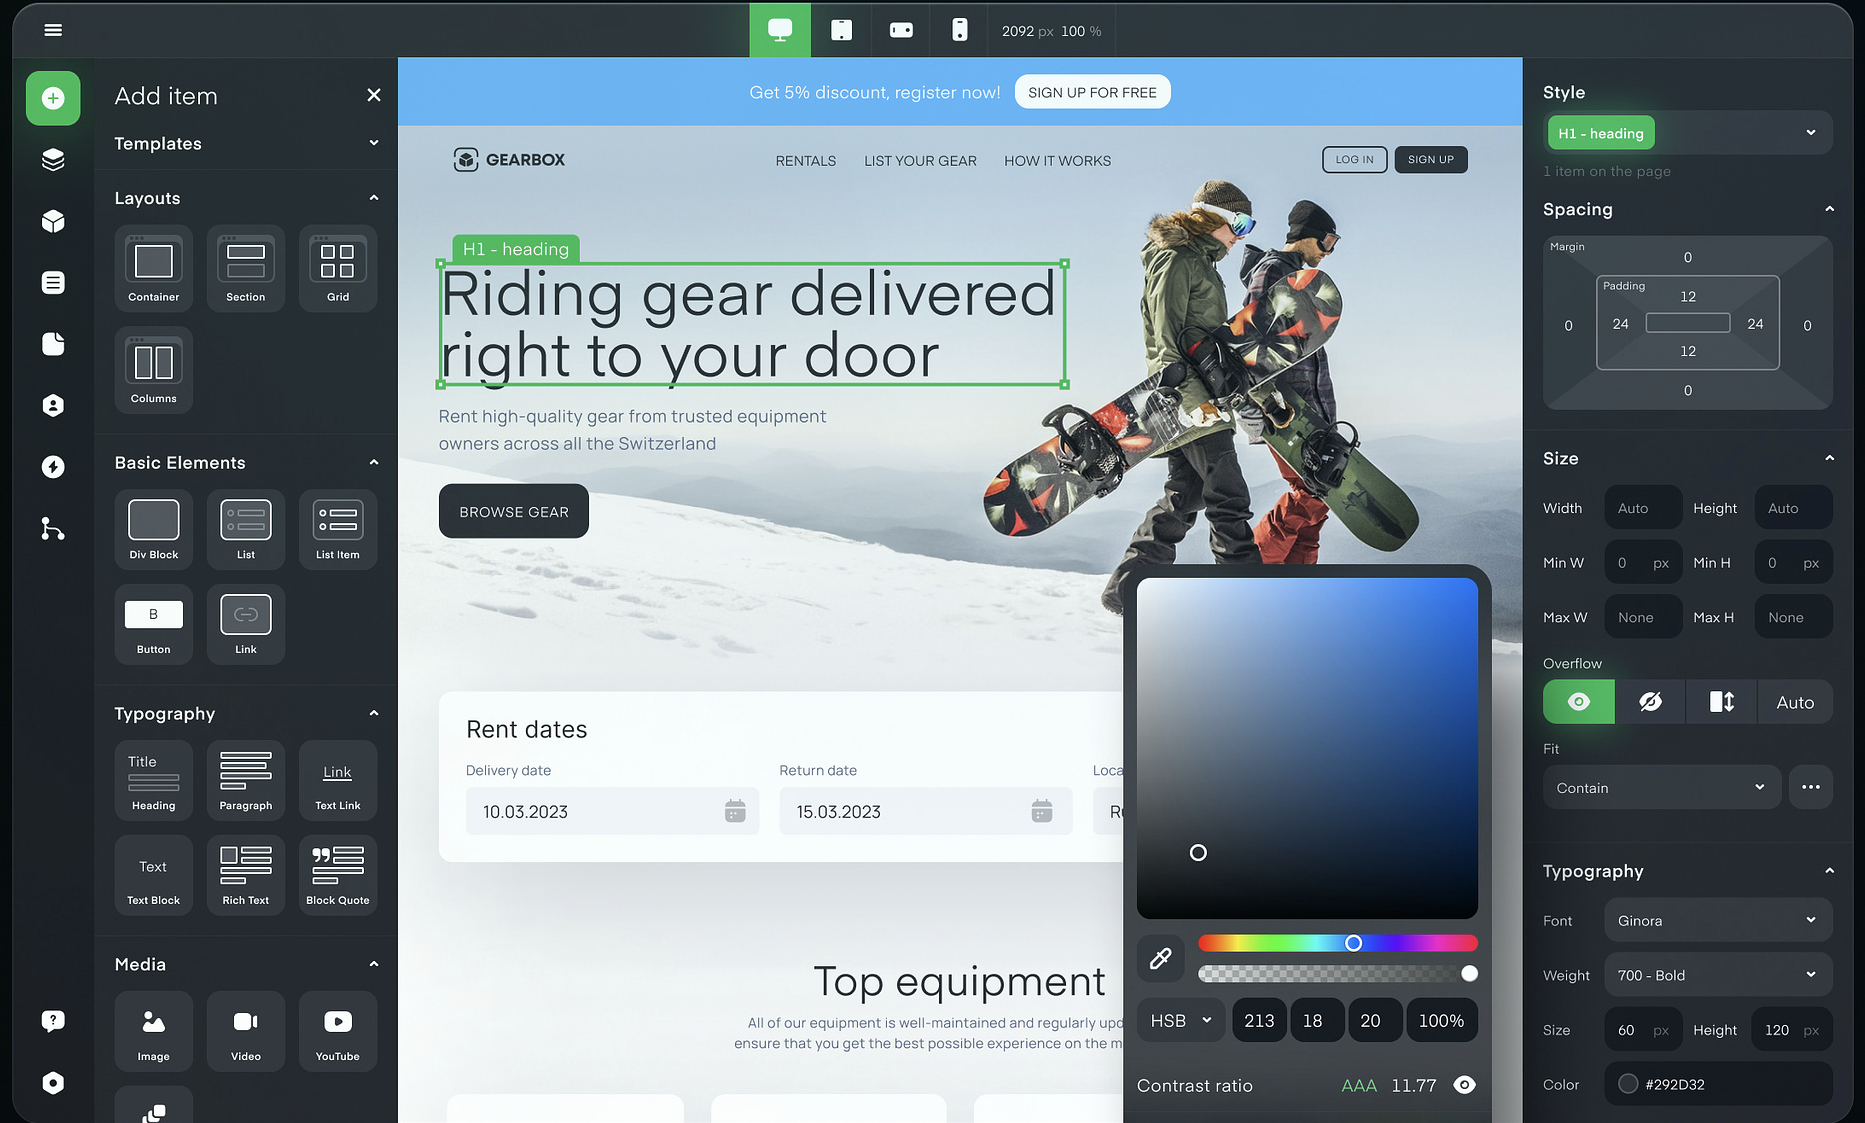 2092 px 100 %
Add item
Templates
Layouts
Container
Section
Grid
Columns
Basic Elements
Div Block
List
List Item
B
Button
Link
Typography
Title
Heading
Paragraph
Link
Text Link
Text
Text Block
Rich Text
Block Quote
Media
Image
Video
YouTube
Get 5% discount, register now!
SIGN UP FOR FREE
GEARBOX
RENTALS
LIST YOUR GEAR
HOW IT WORKS
LOG IN
SIGN UP
H1 - heading
Riding gear delivered
right to your door
Rent high-quality gear from trusted equipment
owners across all the Switzerland
BROWSE GEAR
Rent dates
Delivery date
Return date
Loca
10.03.2023
15.03.2023
Top equipment
All of our equipment is well-maintained and regularly upd
ensure that you get the best possible experience on the m
HSB
213
18
20
100%
Contrast ratio
AAA
11.77
Style
H1 - heading
1 item on the page
Spacing
Margin
0
Padding
12
0
24
24
0
12
0
Size
Width
Auto
Height
Auto
Min W
0 px
Min H
0 px
Max W
None
Max H
None
Overflow
Auto
Fit
Contain
Typography
Font
Ginora
Weight
700 - Bold
Size
60 px
Height
120 px
Color
#292D32